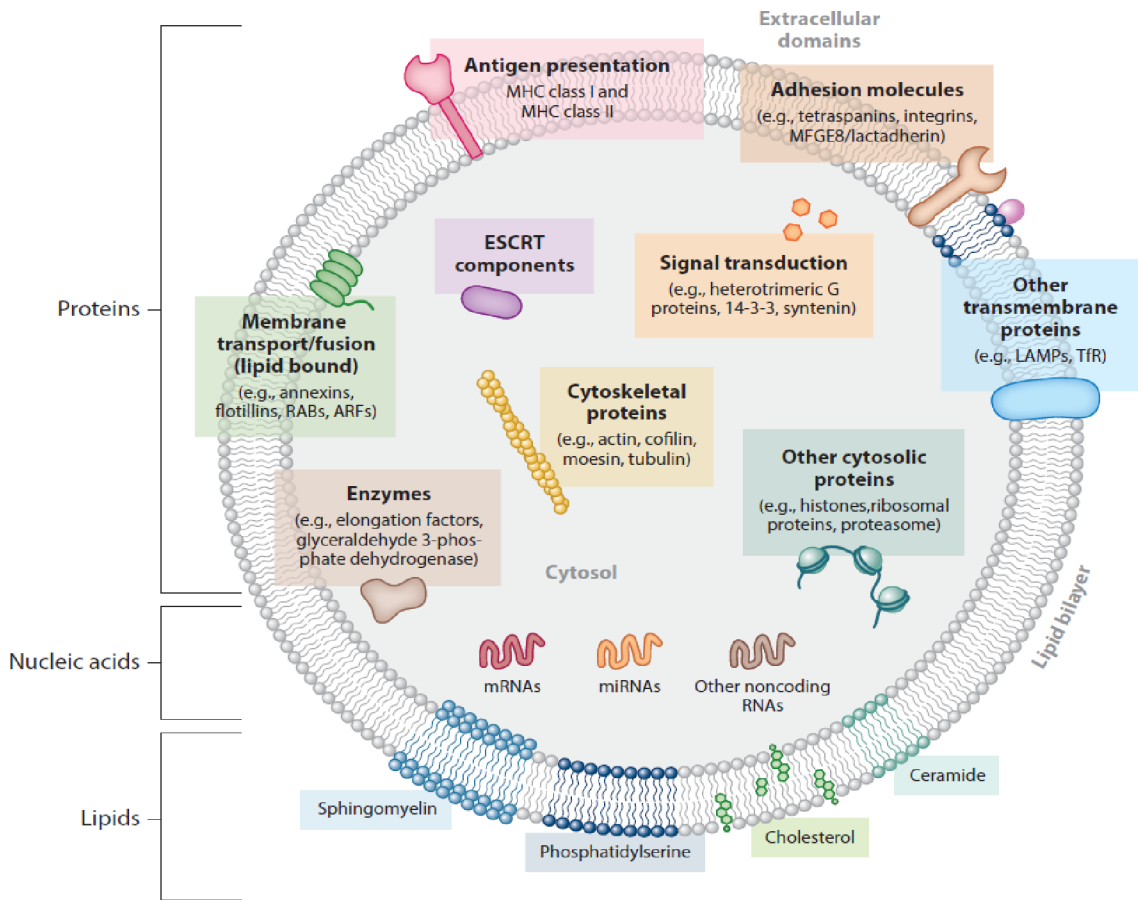 Extracellular
domains
Antigen presentation
MHC class I and
MHC class II
Adhesion molecules
(e.g., tetraspanins, integrins,
MFGE8/lactadherin)
ESCRT
components
Signal transduction
(e.g., heterotrimeric G
proteins, 14-3-3, syntenin)
Other
transmembrane
proteins
(e.g., LAMPs, TfR)
Proteins
Membrane
transport/fusion
(lipid bound)
(e.g., annexins,
flotillins, RABs, ARFs)
Cytoskeletal
proteins
(e.g., actin, cofilin,
moesin, tubulin)
Other cytosolic
proteins
(e.g., histones,ribosomal
proteins, proteasome)
Enzymes
(e.g., elongation factors,
glyceraldehyde 3-phos-
phate dehydrogenase)
Cytosol
Lipid bilayer
Nucleic acids
mRNAs
miRNAs
Other noncoding
RNAs
Lipids
Sphingomyelin
Phosphatidylserine
Cholesterol
Ceramide